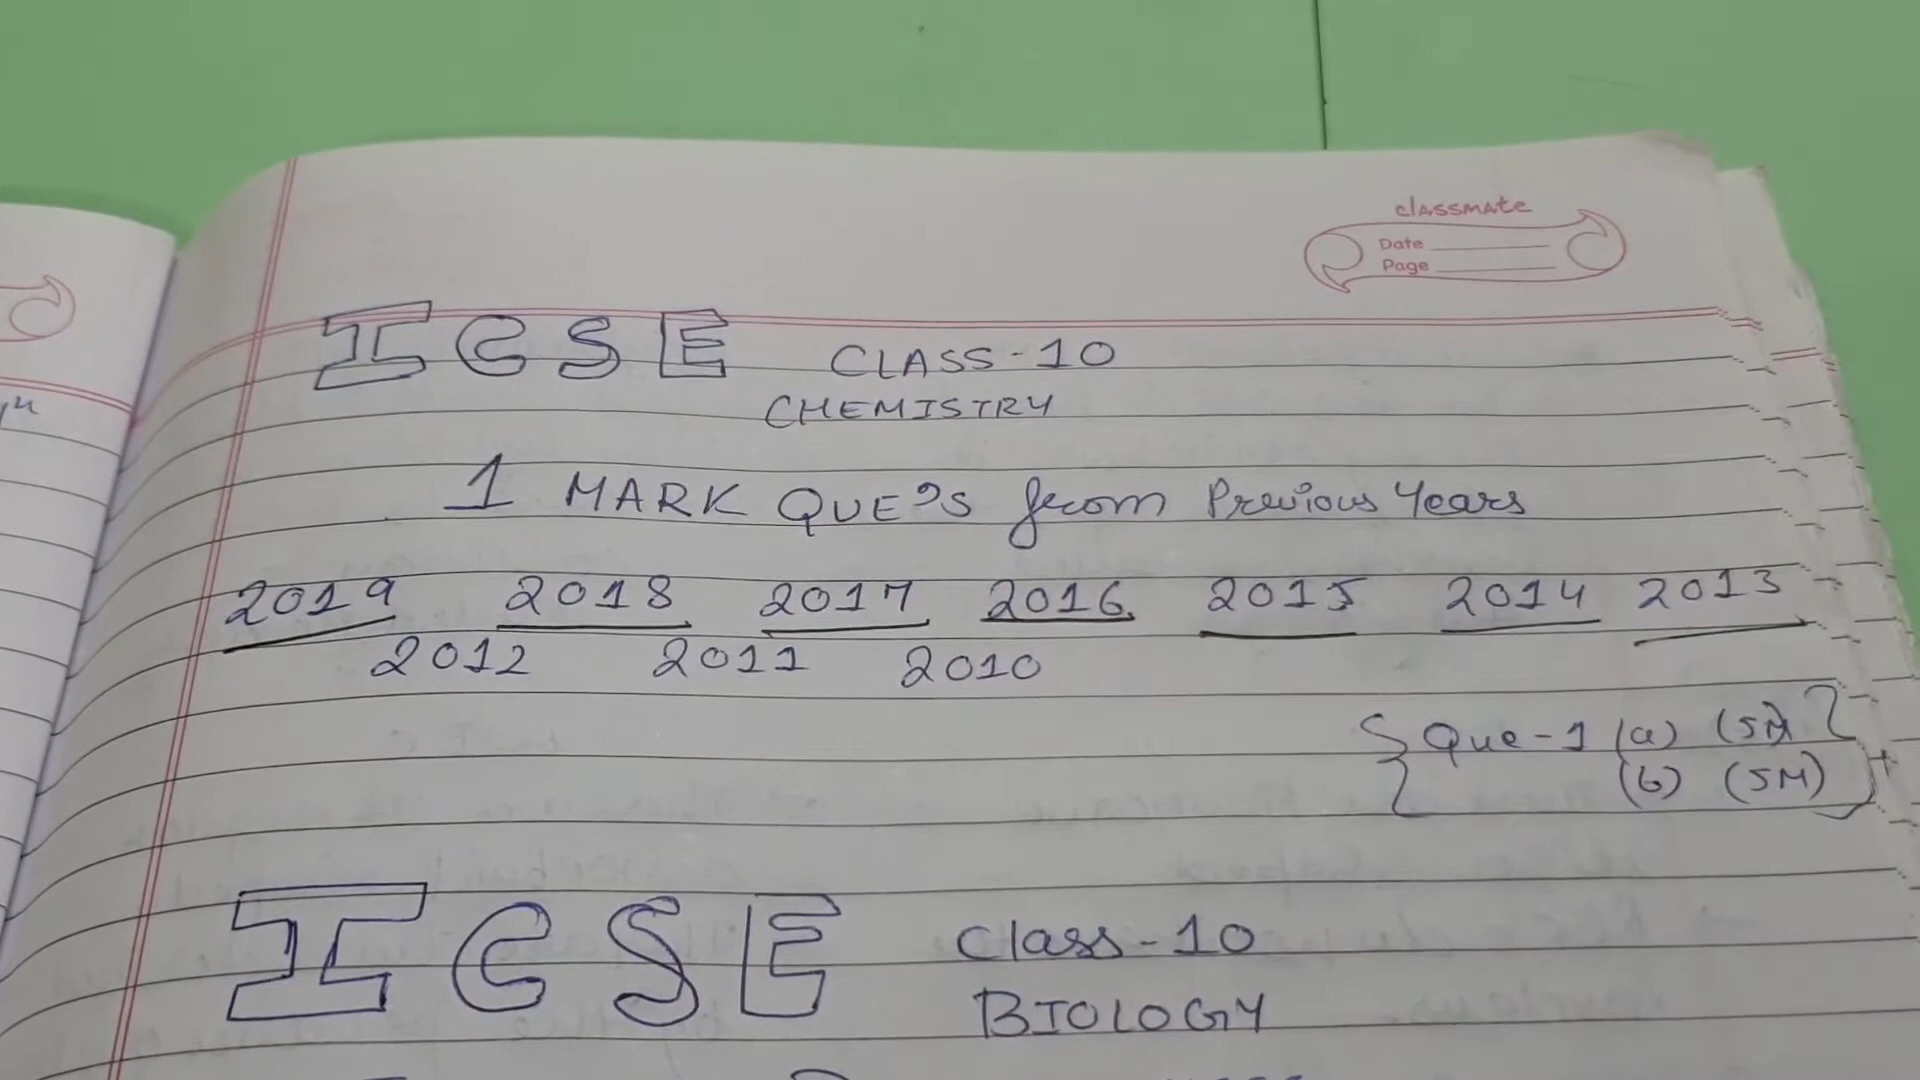 classmate
Date
Page
ICSE CLASS-10
CHEMISTRY
1 MARK QUE's from Previous Years
2019 2018 2017 2016 2015 2014 2013
2012 2011 2010
{ Que-1 (a) (5M) }
(b) (5M) +
ICSE Class-10
BIOLOGY